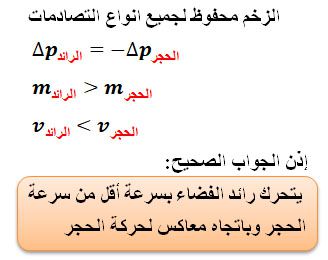 الزخم محفوظ لجميع انواع التصادمات
Δp الرائد = −Δp الحجر
m الرائد > m الحجر
v الرائد < v الحجر
إذن الجواب الصحيح:
يتحرك رائد الفضاء بسرعة أقل من سرعة
الحجر وباتجاه معاكس لحركة الحجر